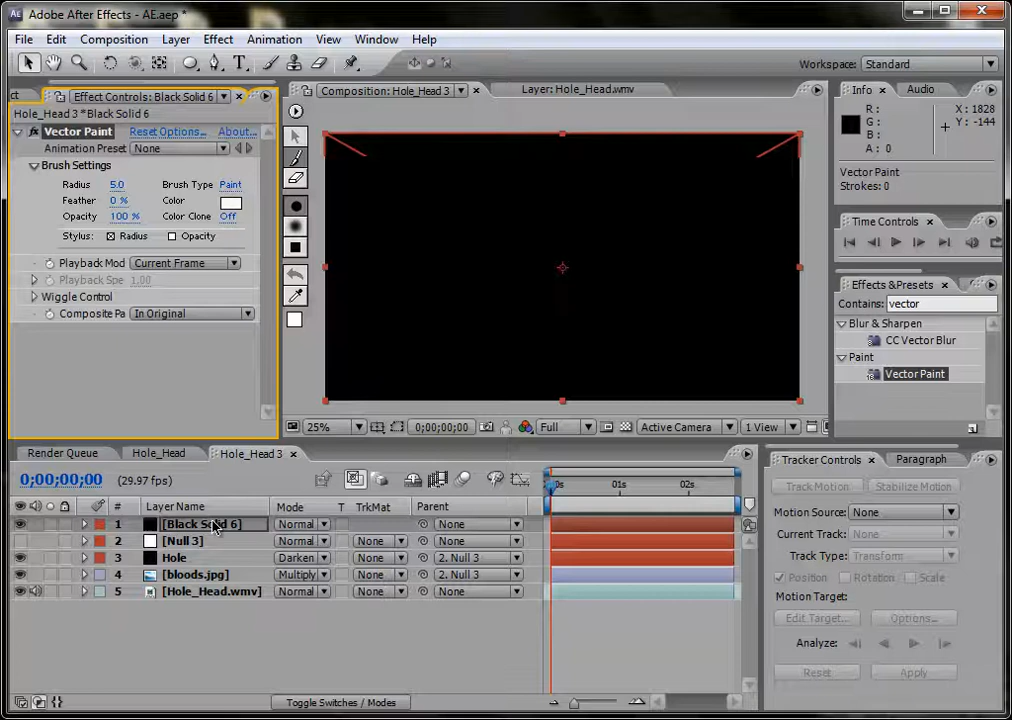 Adobe After Effects - AE.aep *
File Edit Composition Layer Effect Animation View Window Help
Workspace: Standard
ct Effect Controls: Black Solid 6
Composition: Hole_Head 3
Layer: Hole_Head.wmv
Info Audio
Hole_Head 3 * Black Solid 6
Vector Paint Reset Options... About...
Animation Preset None
Brush Settings
Radius 5.0 Brush Type Paint
Feather 0 % Color
Opacity 100 % Color Clone Off
Stylus: Radius Opacity
Playback Mod Current Frame
Playback Spe 1.00
Wiggle Control
Composite Pa In Original
R : X : 1828
G : Y : -144
B :
A : 0
Vector Paint
Strokes: 0
Time Controls
Effects & Presets
Contains: vector
Blur & Sharpen
CC Vector Blur
Paint
Vector Paint
25% 0;00;00;00 Full Active Camera 1 View
Render Queue Hole_Head Hole_Head 3
0;00;00;00 (29.97 fps)
0s 01s 02s
# Layer Name Mode T TrkMat Parent
1 [Black Solid 6] Normal None
2 [Null 3] Normal None None
3 Hole Darken None 2. Null 3
4 [bloods.jpg] Multiply None 2. Null 3
5 [Hole_Head.wmv] Normal None None
Toggle Switches / Modes
Tracker Controls Paragraph
Track Motion Stabilize Motion
Motion Source: None
Current Track: None
Track Type: Transform
Position Rotation Scale
Motion Target:
Edit Target... Options...
Analyze:
Reset Apply